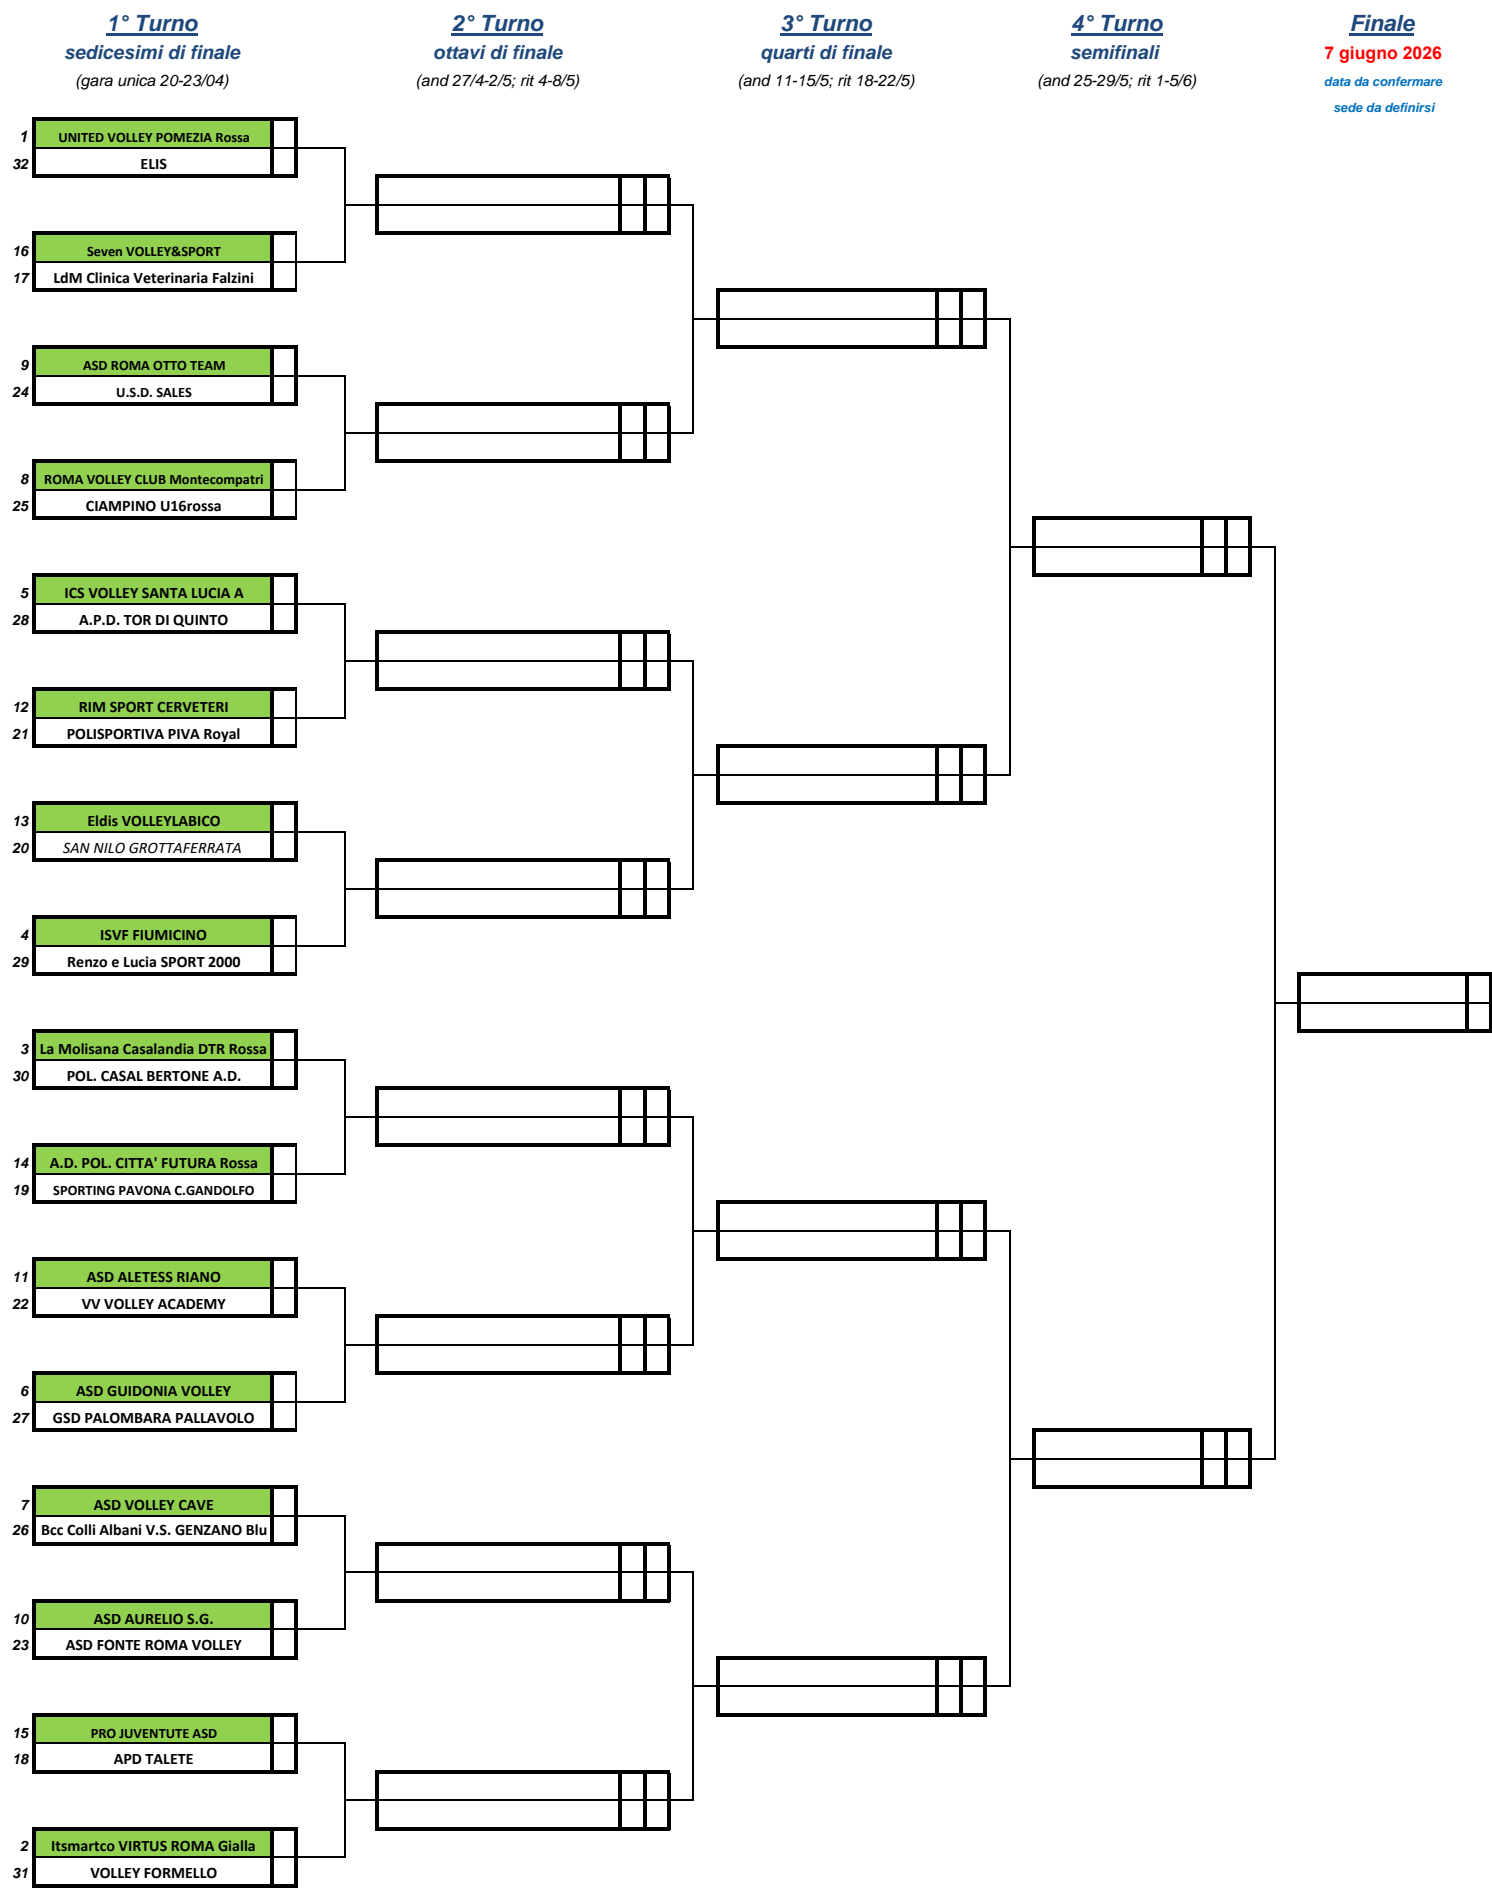 1° Turno
sedicesimi di finale
(gara unica 20-23/04)
2° Turno
ottavi di finale
(and 27/4-2/5; rit 4-8/5)
3° Turno
quarti di finale
(and 11-15/5; rit 18-22/5)
4° Turno
semifinali
(and 25-29/5; rit 1-5/6)
Finale
7 giugno 2026
data da confermare
sede da definirsi
1 UNITED VOLLEY POMEZIA Rossa
32 ELIS
16 Seven VOLLEY&SPORT
17 LdM Clinica Veterinaria Falzini
9 ASD ROMA OTTO TEAM
24 U.S.D. SALES
8 ROMA VOLLEY CLUB Montecompatri
25 CIAMPINO U16rossa
5 ICS VOLLEY SANTA LUCIA A
28 A.P.D. TOR DI QUINTO
12 RIM SPORT CERVETERI
21 POLISPORTIVA PIVA Royal
13 Eldis VOLLEYLABICO
20 SAN NILO GROTTAFERRATA
4 ISVF FIUMICINO
29 Renzo e Lucia SPORT 2000
3 La Molisana Casalandia DTR Rossa
30 POL. CASAL BERTONE A.D.
14 A.D. POL. CITTA' FUTURA Rossa
19 SPORTING PAVONA C.GANDOLFO
11 ASD ALETESS RIANO
22 VV VOLLEY ACADEMY
6 ASD GUIDONIA VOLLEY
27 GSD PALOMBARA PALLAVOLO
7 ASD VOLLEY CAVE
26 Bcc Colli Albani V.S. GENZANO Blu
10 ASD AURELIO S.G.
23 ASD FONTE ROMA VOLLEY
15 PRO JUVENTUTE ASD
18 APD TALETE
2 Itsmartco VIRTUS ROMA Gialla
31 VOLLEY FORMELLO